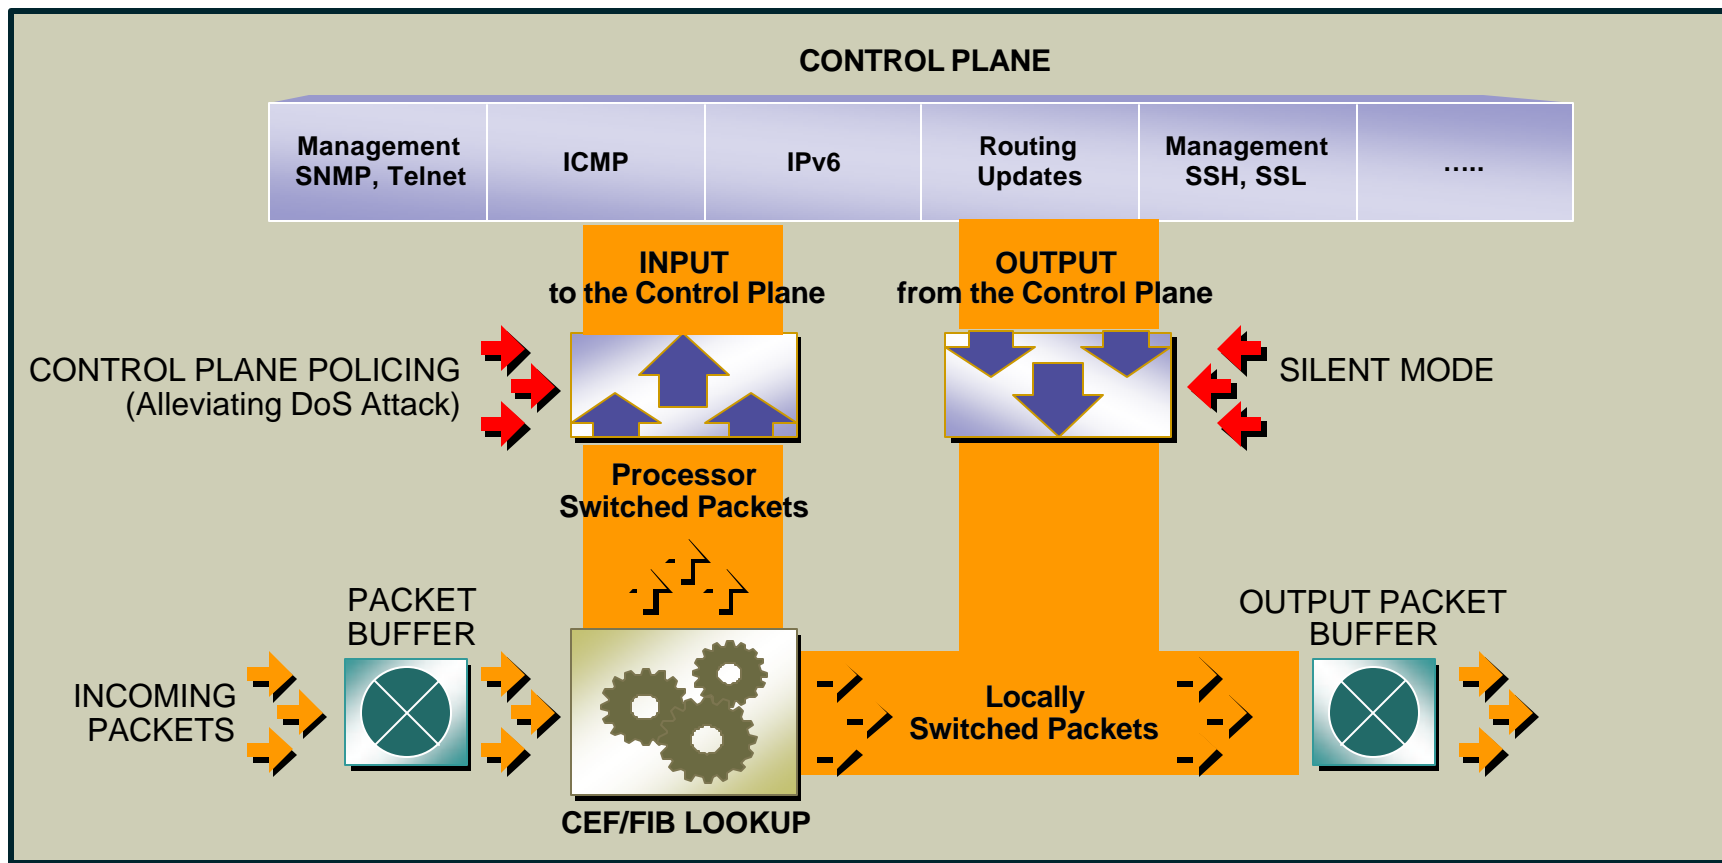 CONTROL PLANE
Management
SNMP, Telnet
ICMP
IPv6
Routing
Updates
Management
SSH, SSL
.....
INPUT
to the Control Plane
OUTPUT
from the Control Plane
CONTROL PLANE POLICING
(Alleviating DoS Attack)
SILENT MODE
Processor
Switched Packets
PACKET
BUFFER
OUTPUT PACKET
BUFFER
INCOMING
PACKETS
Locally
Switched Packets
CEF/FIB LOOKUP